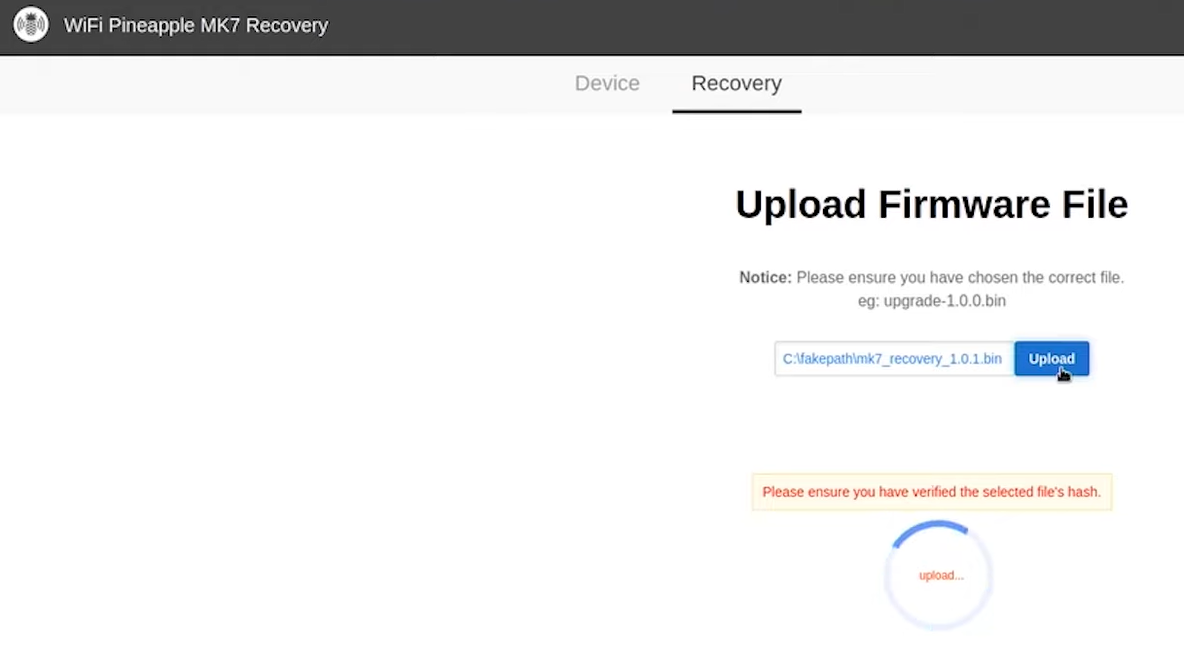 WiFi Pineapple MK7 Recovery
Device
Recovery
Upload Firmware File
Notice: Please ensure you have chosen the correct file.
eg: upgrade-1.0.0.bin
C:\fakepath\mk7_recovery_1.0.1.bin
Upload
Please ensure you have verified the selected file's hash.
upload...